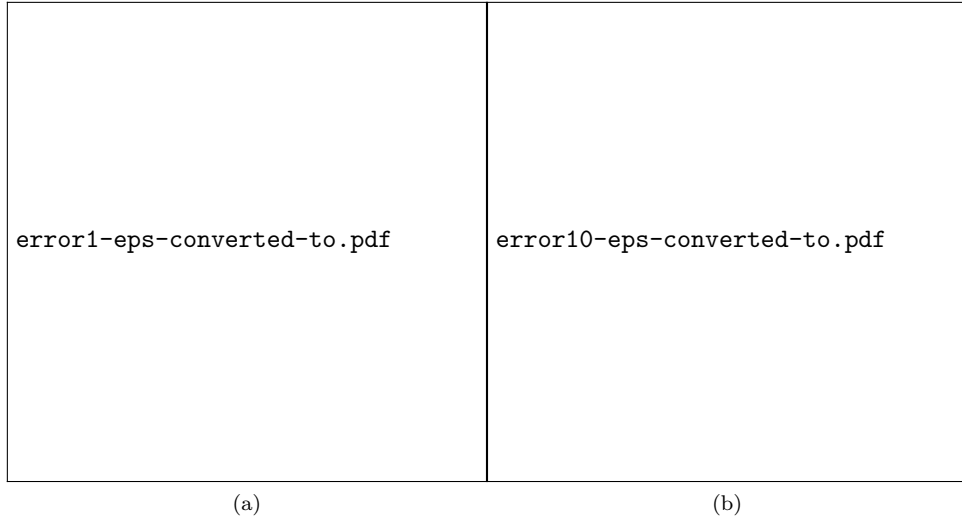 error1-eps-converted-to.pdf
error10-eps-converted-to.pdf
(a)
(b)